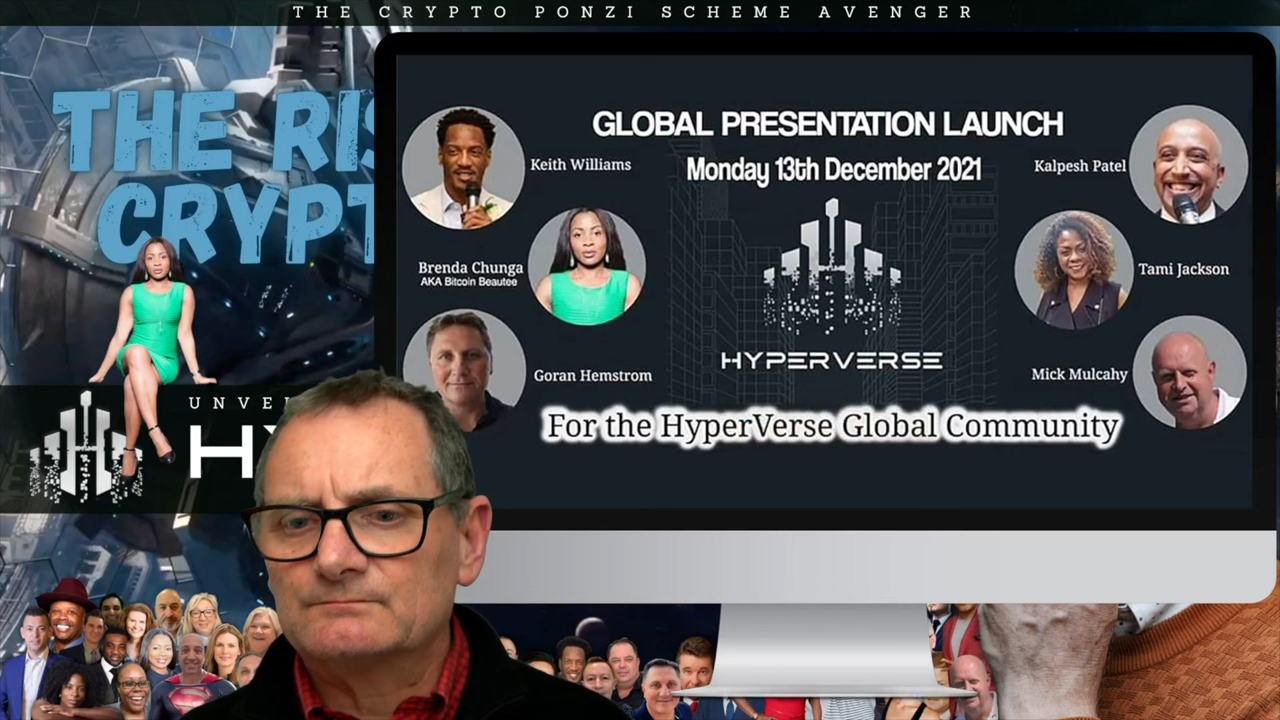 THE CRYPTO PONZI SCHEME AVENGER
THE RIS
CRYPT
UNVE
H
GLOBAL PRESENTATION LAUNCH
Monday 13th December 2021
Keith Williams
Kalpesh Patel
Brenda Chunga
AKA Bitcoin Beautee
Tami Jackson
HYPERVERSE
Goran Hemstrom
Mick Mulcahy
For the HyperVerse Global Community